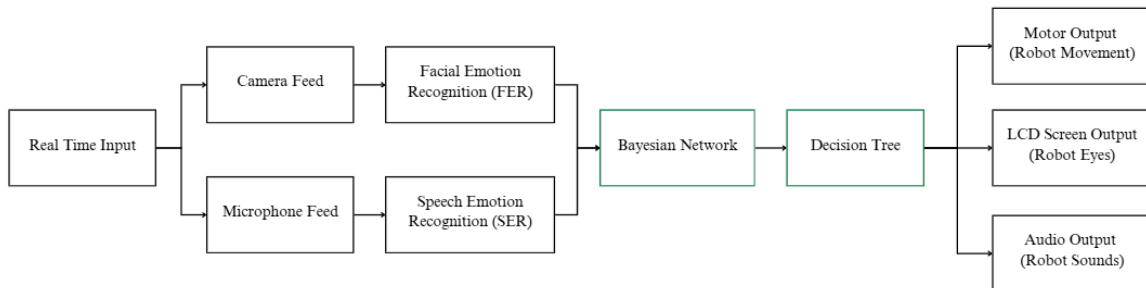 Real Time Input
Camera Feed
Microphone Feed
Facial Emotion
Recognition (FER)
Speech Emotion
Recognition (SER)
Bayesian Network
Decision Tree
Motor Output
(Robot Movement)
LCD Screen Output
(Robot Eyes)
Audio Output
(Robot Sounds)